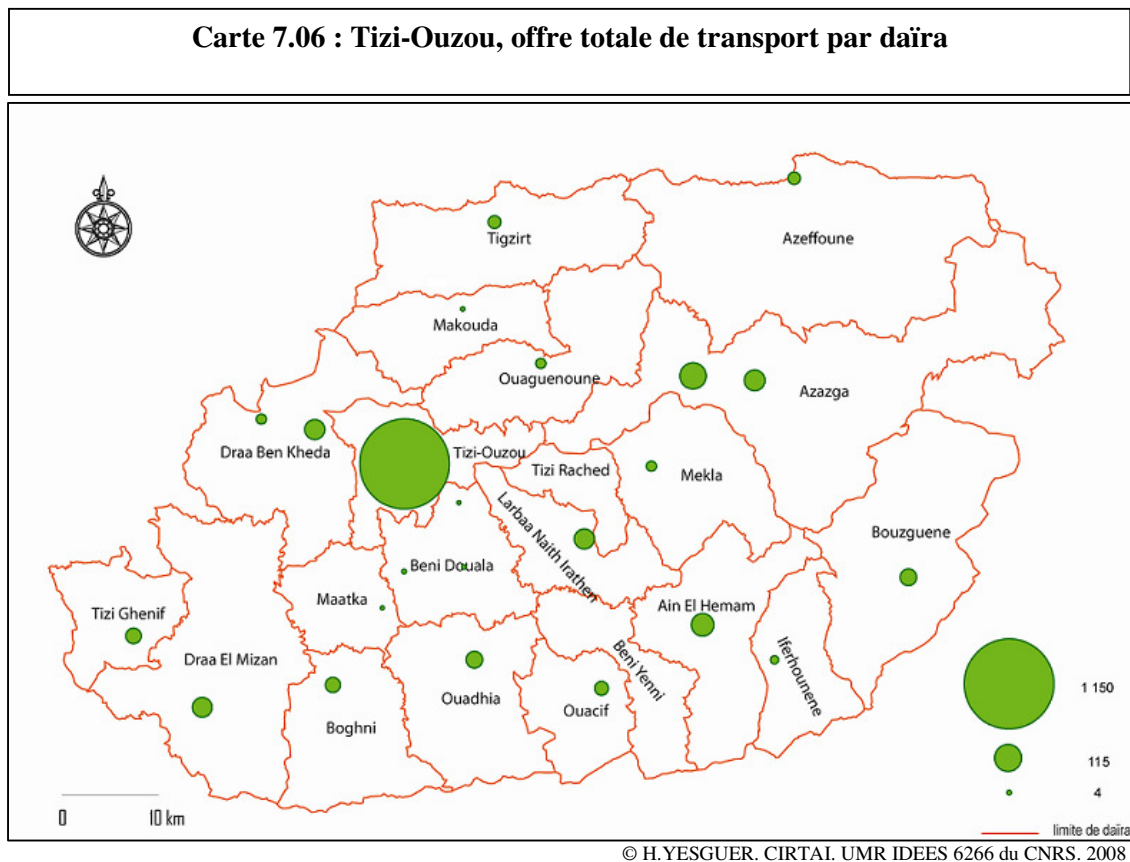 Carte 7.06 : Tizi-Ouzou, offre totale de transport par daïra
Tigzirt
Azeffoune
Makouda
Ouaguenoune
Azazga
Draa Ben Kheda
Tizi-Ouzou
Tizi Rached
Mekla
Larbaa Naith Irathen
Bouzguene
Beni Douala
Maatka
Ain El Hemam
Tizi Ghenif
Iferhounene
Draa El Mizan
Beni Yenni
Ouadhia
Ouacif
Boghni
1 150
115
4
0 10 km
limite de daïra
© H.YESGUER. CIRTAI. UMR IDEES 6266 du CNRS. 2008